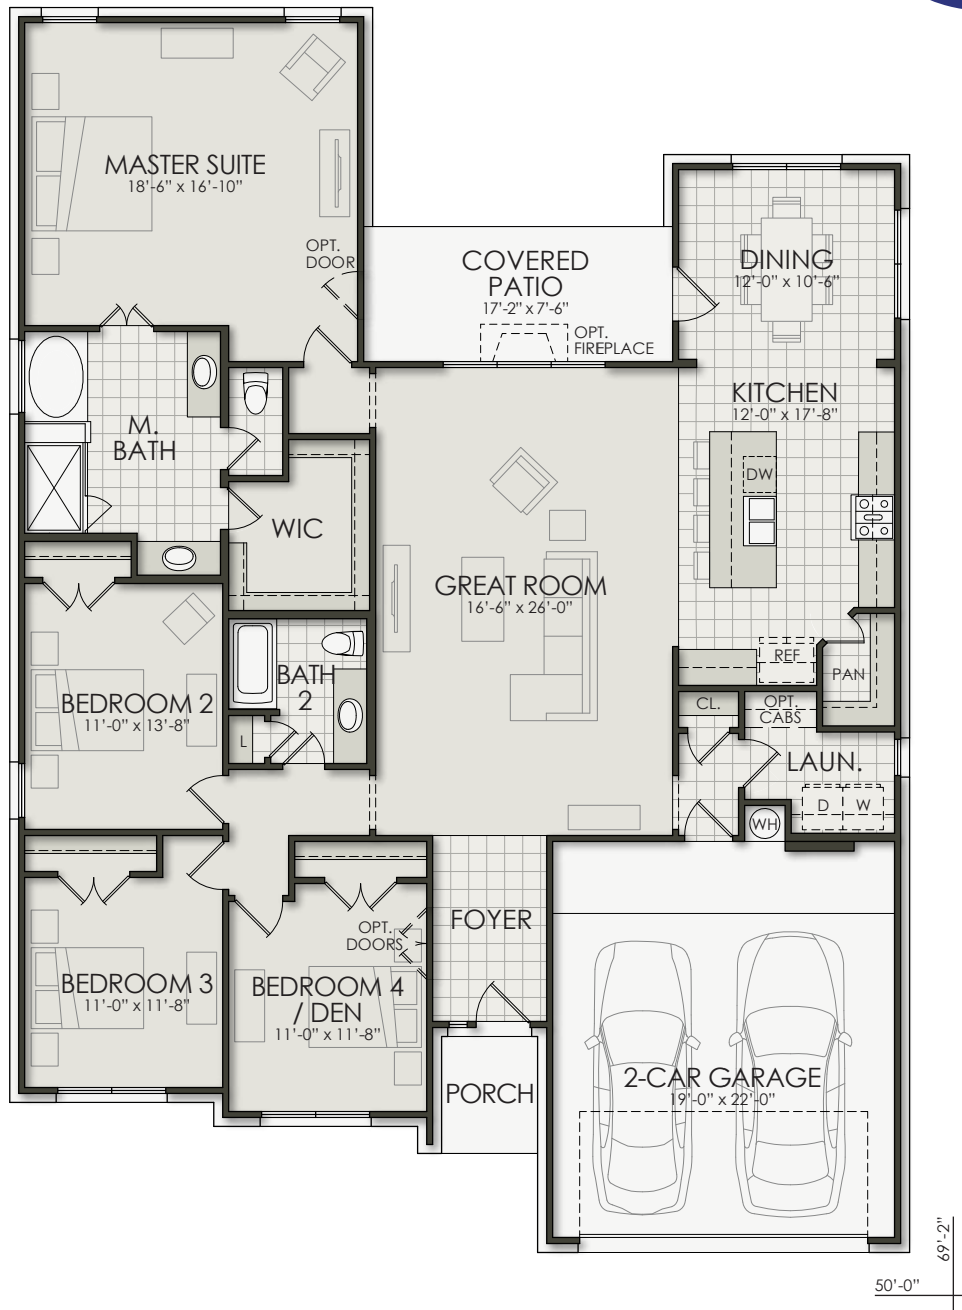 MASTER SUITE
18'-6" x 16'-10"
OPT.
DOOR
COVERED
PATIO
17'-2" x 7'-6"
OPT.
FIREPLACE
DINING
12'-0" x 10'-6"
KITCHEN
12'-0" x 17'-8"
M.
BATH
DW
WIC
GREAT ROOM
16'-6" x 26'-0"
REF
PAN
BATH
2
BEDROOM 2
11'-0" x 13'-8"
L
CL.
OPT.
CABS
LAUN.
D
W
WH
FOYER
OPT.
DOORS
BEDROOM 3
11'-0" x 11'-8"
BEDROOM 4
/ DEN
11'-0" x 11'-8"
PORCH
2-CAR GARAGE
19'-0" x 22'-0"
69'-2"
50'-0"